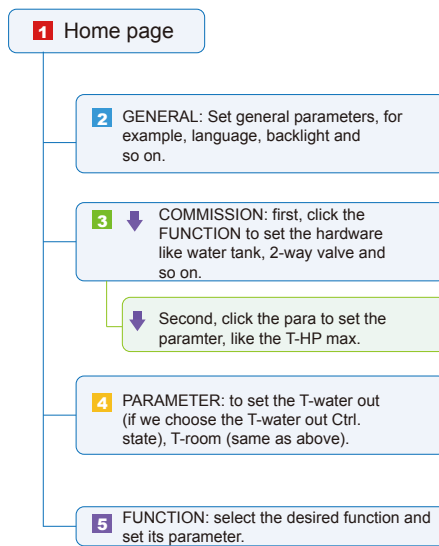 1 Home page
2 GENERAL: Set general parameters, for
example, language, backlight and
so on.
3 COMMISSION: first, click the
FUNCTION to set the hardware
like water tank, 2-way valve and
so on.
Second, click the para to set the
paramter, like the T-HP max.
4 PARAMETER: to set the T-water out
(if we choose the T-water out Ctrl.
state), T-room (same as above).
5 FUNCTION: select the desired function and
set its parameter.